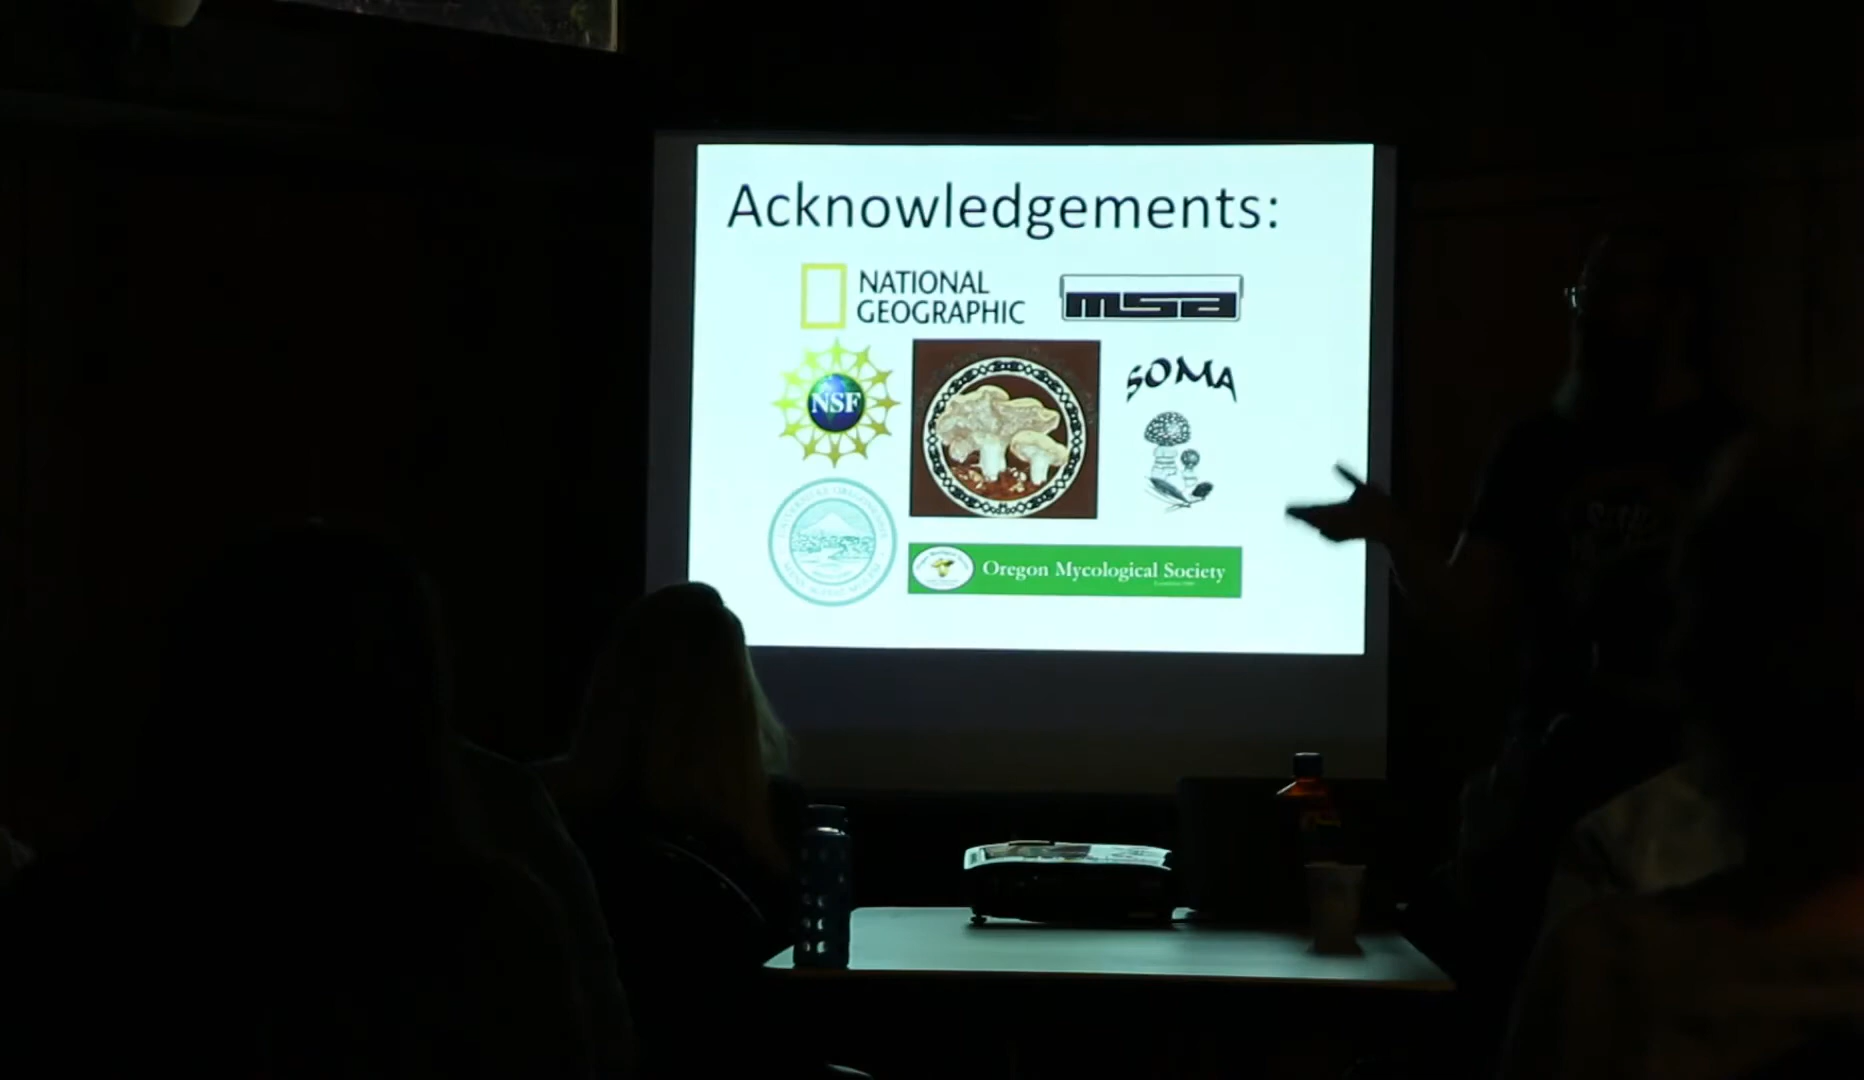 Acknowledgements:
NATIONAL
GEOGRAPHIC
msa
NSF
SOMA
Oregon Mycological Society